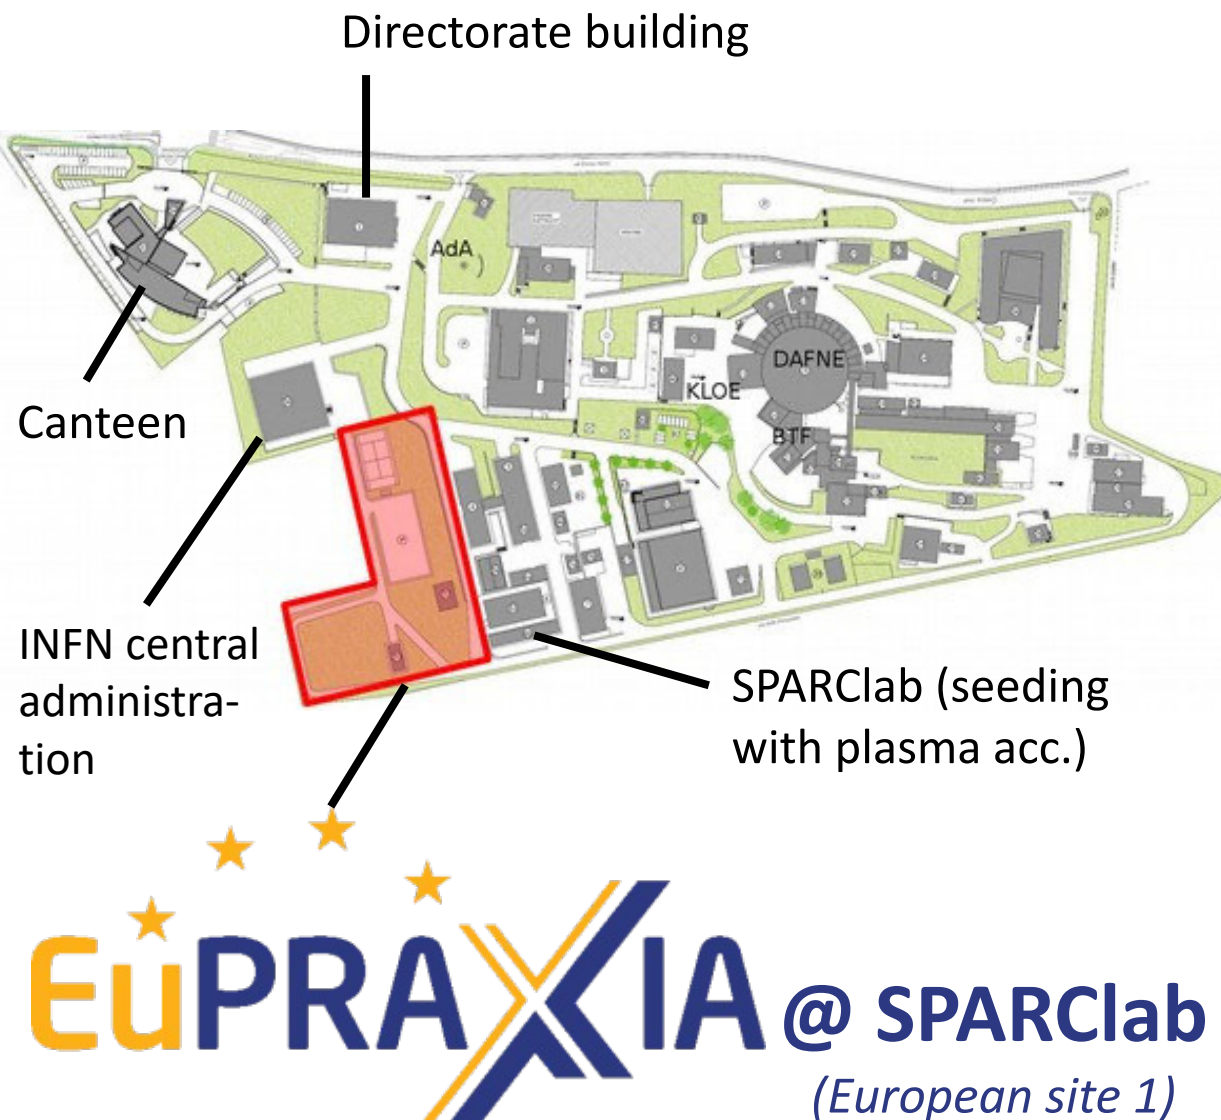 Directorate building
AdA
DAFNE
KLOE
BTF
Canteen
INFN central
administra-
tion
SPARClab (seeding
with plasma acc.)
EuPRAXIA @ SPARClab
(European site 1)